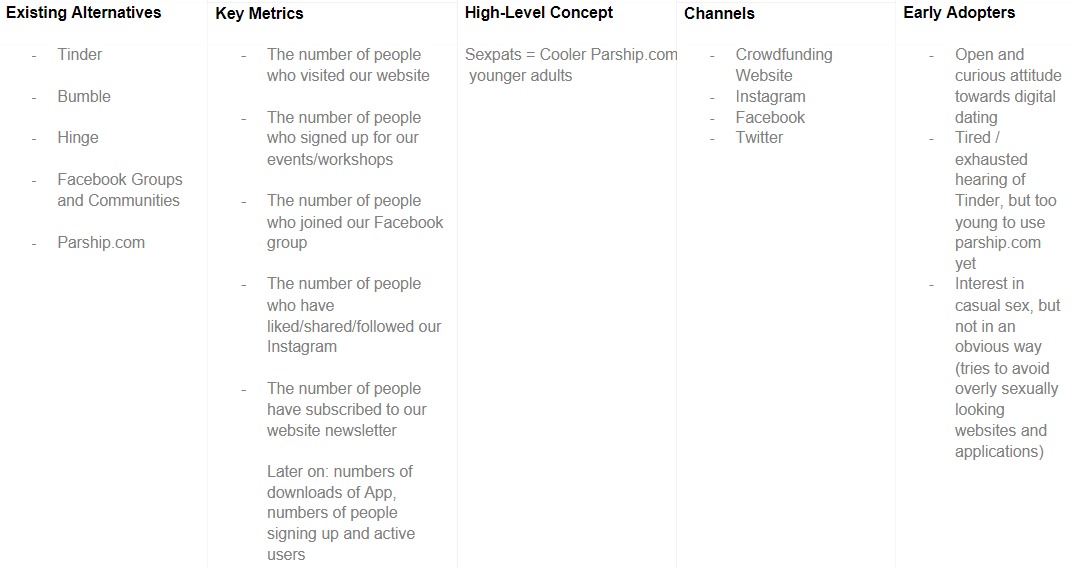 Existing Alternatives
- Tinder
- Bumble
- Hinge
- Facebook Groups
and Communities
- Parship.com
Key Metrics
- The number of people
who visited our website
- The number of people
who signed up for our
events/workshops
- The number of people
who joined our Facebook
group
- The number of people
who have
liked/shared/followed our
Instagram
- The number of people
have subscribed to our
website newsletter
Later on: numbers of
downloads of App,
numbers of people
signing up and active
users
High-Level Concept
Sexpats = Cooler Parship.com
younger adults
Channels
- Crowdfunding
Website
- Instagram
- Facebook
- Twitter
Early Adopters
- Open and
curious attitude
towards digital
dating
- Tired /
exhausted
hearing of
Tinder, but too
young to use
parship.com
yet
- Interest in
casual sex, but
not in an
obvious way
(tries to avoid
overly sexually
looking
websites and
applications)